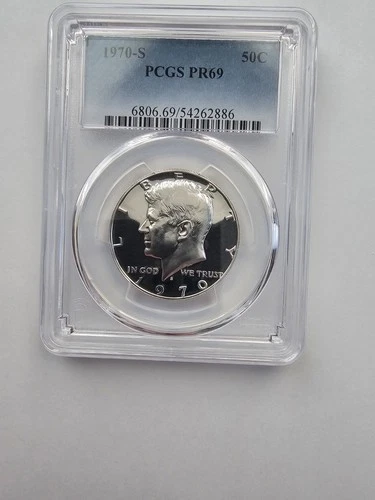 1970-S 50C
PCGS PR69
6806.69/54262886
LIBERTY
IN GOD WE TRUST
S
1970